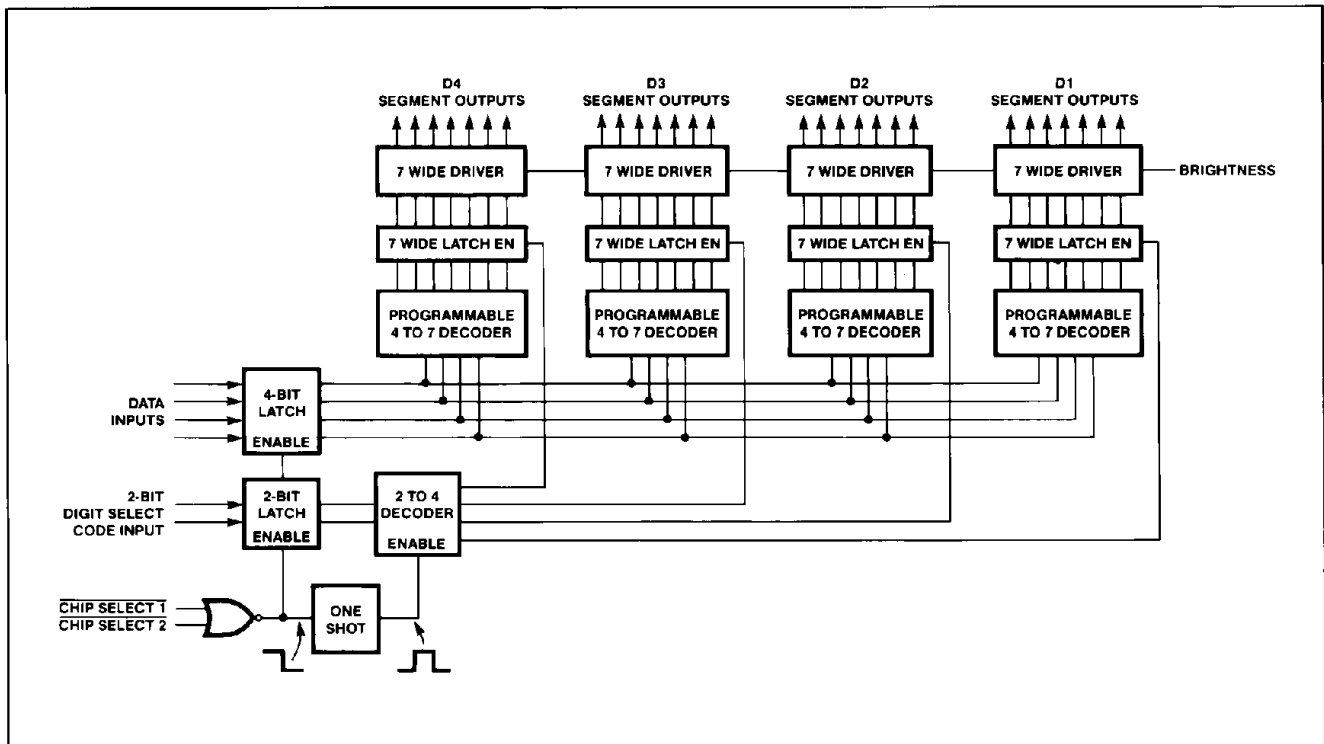 D4
SEGMENT OUTPUTS
D3
SEGMENT OUTPUTS
D2
SEGMENT OUTPUTS
D1
SEGMENT OUTPUTS
7 WIDE DRIVER
7 WIDE DRIVER
7 WIDE DRIVER
7 WIDE DRIVER
BRIGHTNESS
7 WIDE LATCH EN
7 WIDE LATCH EN
7 WIDE LATCH EN
7 WIDE LATCH EN
PROGRAMMABLE
4 TO 7 DECODER
PROGRAMMABLE
4 TO 7 DECODER
PROGRAMMABLE
4 TO 7 DECODER
PROGRAMMABLE
4 TO 7 DECODER
DATA
INPUTS
4-BIT
LATCH
ENABLE
2-BIT
DIGIT SELECT
CODE INPUT
2-BIT
LATCH
ENABLE
2 TO 4
DECODER
ENABLE
CHIP SELECT 1
CHIP SELECT 2
ONE
SHOT